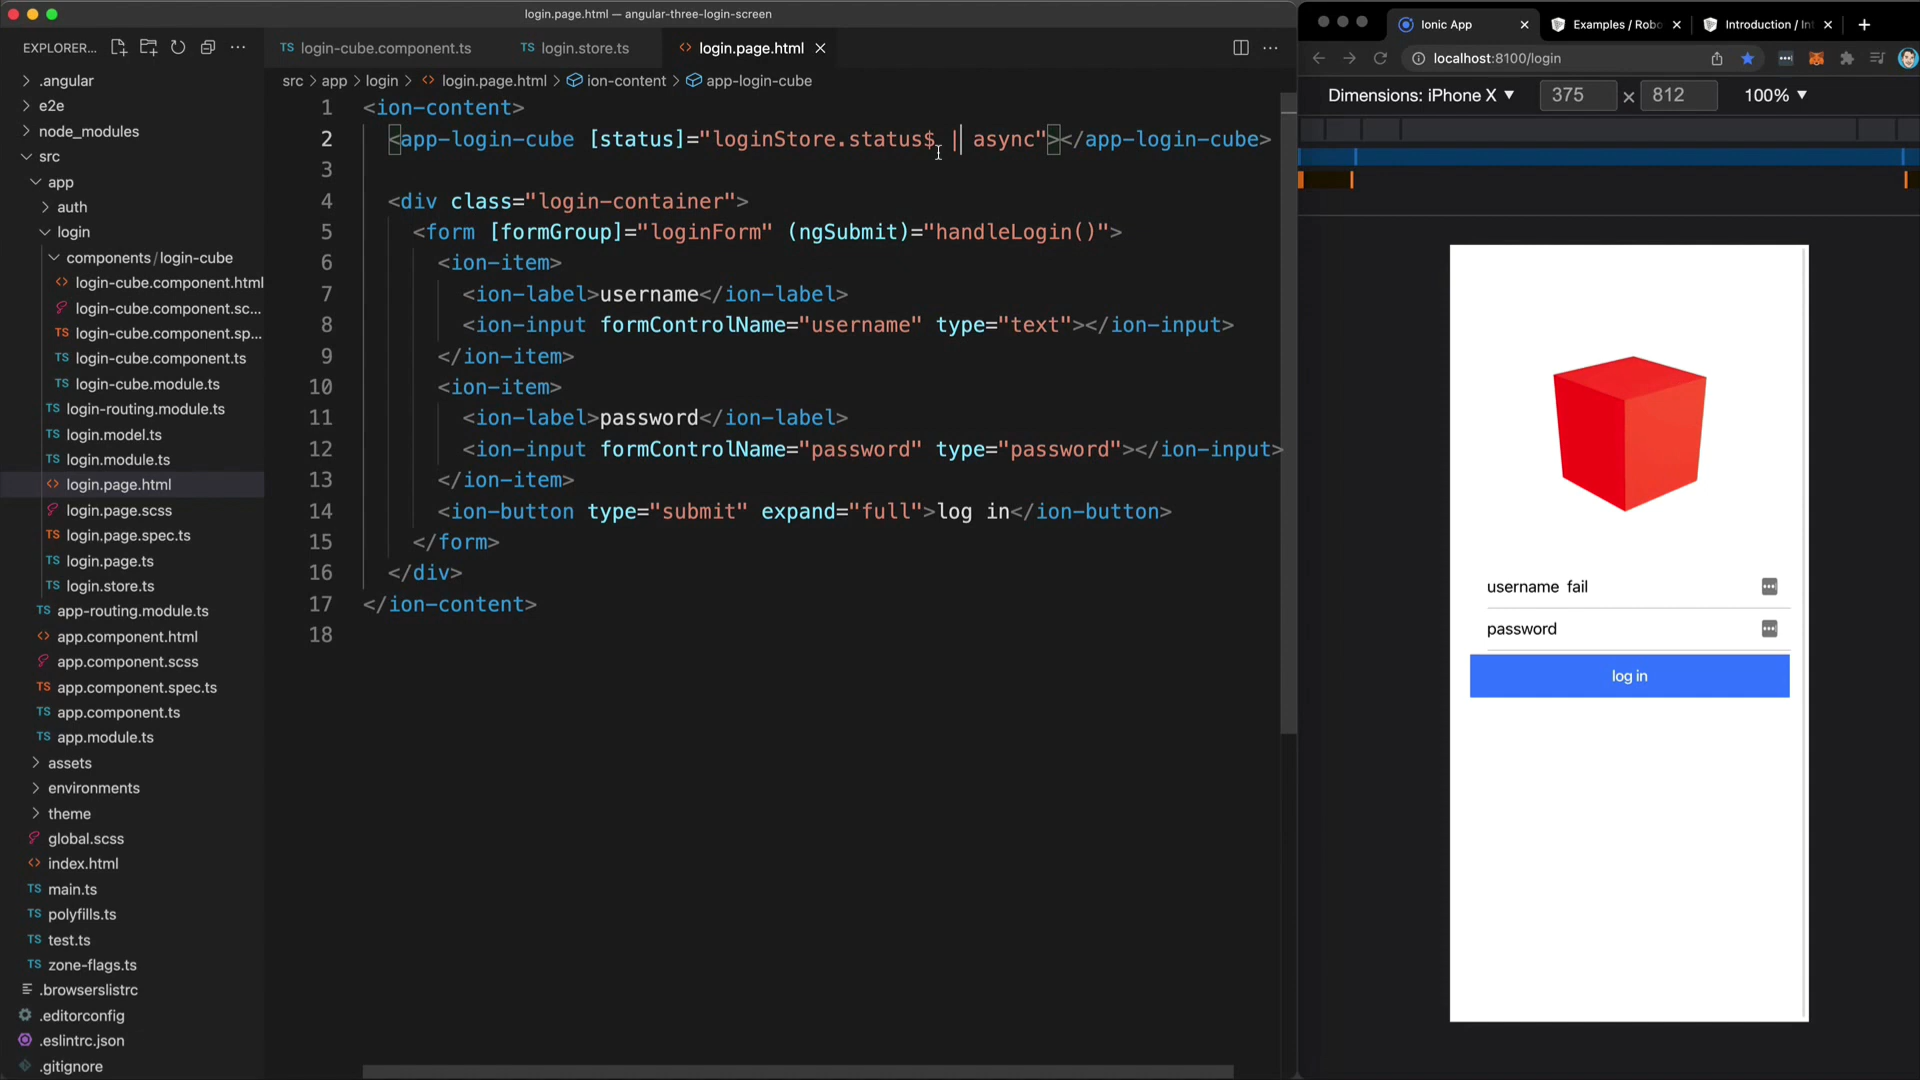 login.page.html — angular-three-login-screen
EXPLORER...
login-cube.component.ts
login.store.ts
login.page.html
src > app > login > login.page.html > ion-content > app-login-cube
.angular
e2e
node_modules
src
app
auth
login
components/login-cube
login-cube.component.html
login-cube.component.sc...
login-cube.component.sp...
login-cube.component.ts
login-cube.module.ts
login-routing.module.ts
login.model.ts
login.module.ts
login.page.html
login.page.scss
login.page.spec.ts
login.page.ts
login.store.ts
app-routing.module.ts
app.component.html
app.component.scss
app.component.spec.ts
app.component.ts
app.module.ts
assets
environments
theme
global.scss
index.html
main.ts
polyfills.ts
test.ts
zone-flags.ts
.browserslistrc
.editorconfig
.eslintrc.json
.gitignore
1 <ion-content>
2 <app-login-cube [status]="loginStore.status$ | async"></app-login-cube>
3
4 <div class="login-container">
5 <form [formGroup]="loginForm" (ngSubmit)="handleLogin()">
6 <ion-item>
7 <ion-label>username</ion-label>
8 <ion-input formControlName="username" type="text"></ion-input>
9 </ion-item>
10 <ion-item>
11 <ion-label>password</ion-label>
12 <ion-input formControlName="password" type="password"></ion-input>
13 </ion-item>
14 <ion-button type="submit" expand="full">log in</ion-button>
15 </form>
16 </div>
17 </ion-content>
18
Ionic App
Examples / Robo
Introduction / Int
localhost:8100/login
Dimensions: iPhone X ▼ 375 × 812 100% ▼
username fail
password
log in